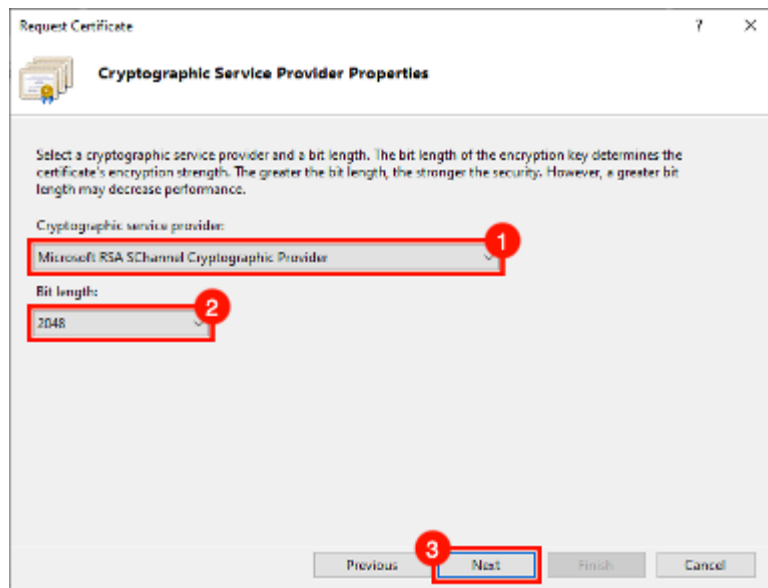 Request Certificate
?
Cryptographic Service Provider Properties
Select a cryptographic service provider and a bit length. The bit length of the encryption key determines the
certificate's encryption strength. The greater the bit length, the stronger the security. However, a greater bit
length may decrease performance.
Cryptographic service provider:
1
Microsoft RSA SChannel Cryptographic Provider
Bit length:
2
2048
3
Previous Next Finish Cancel